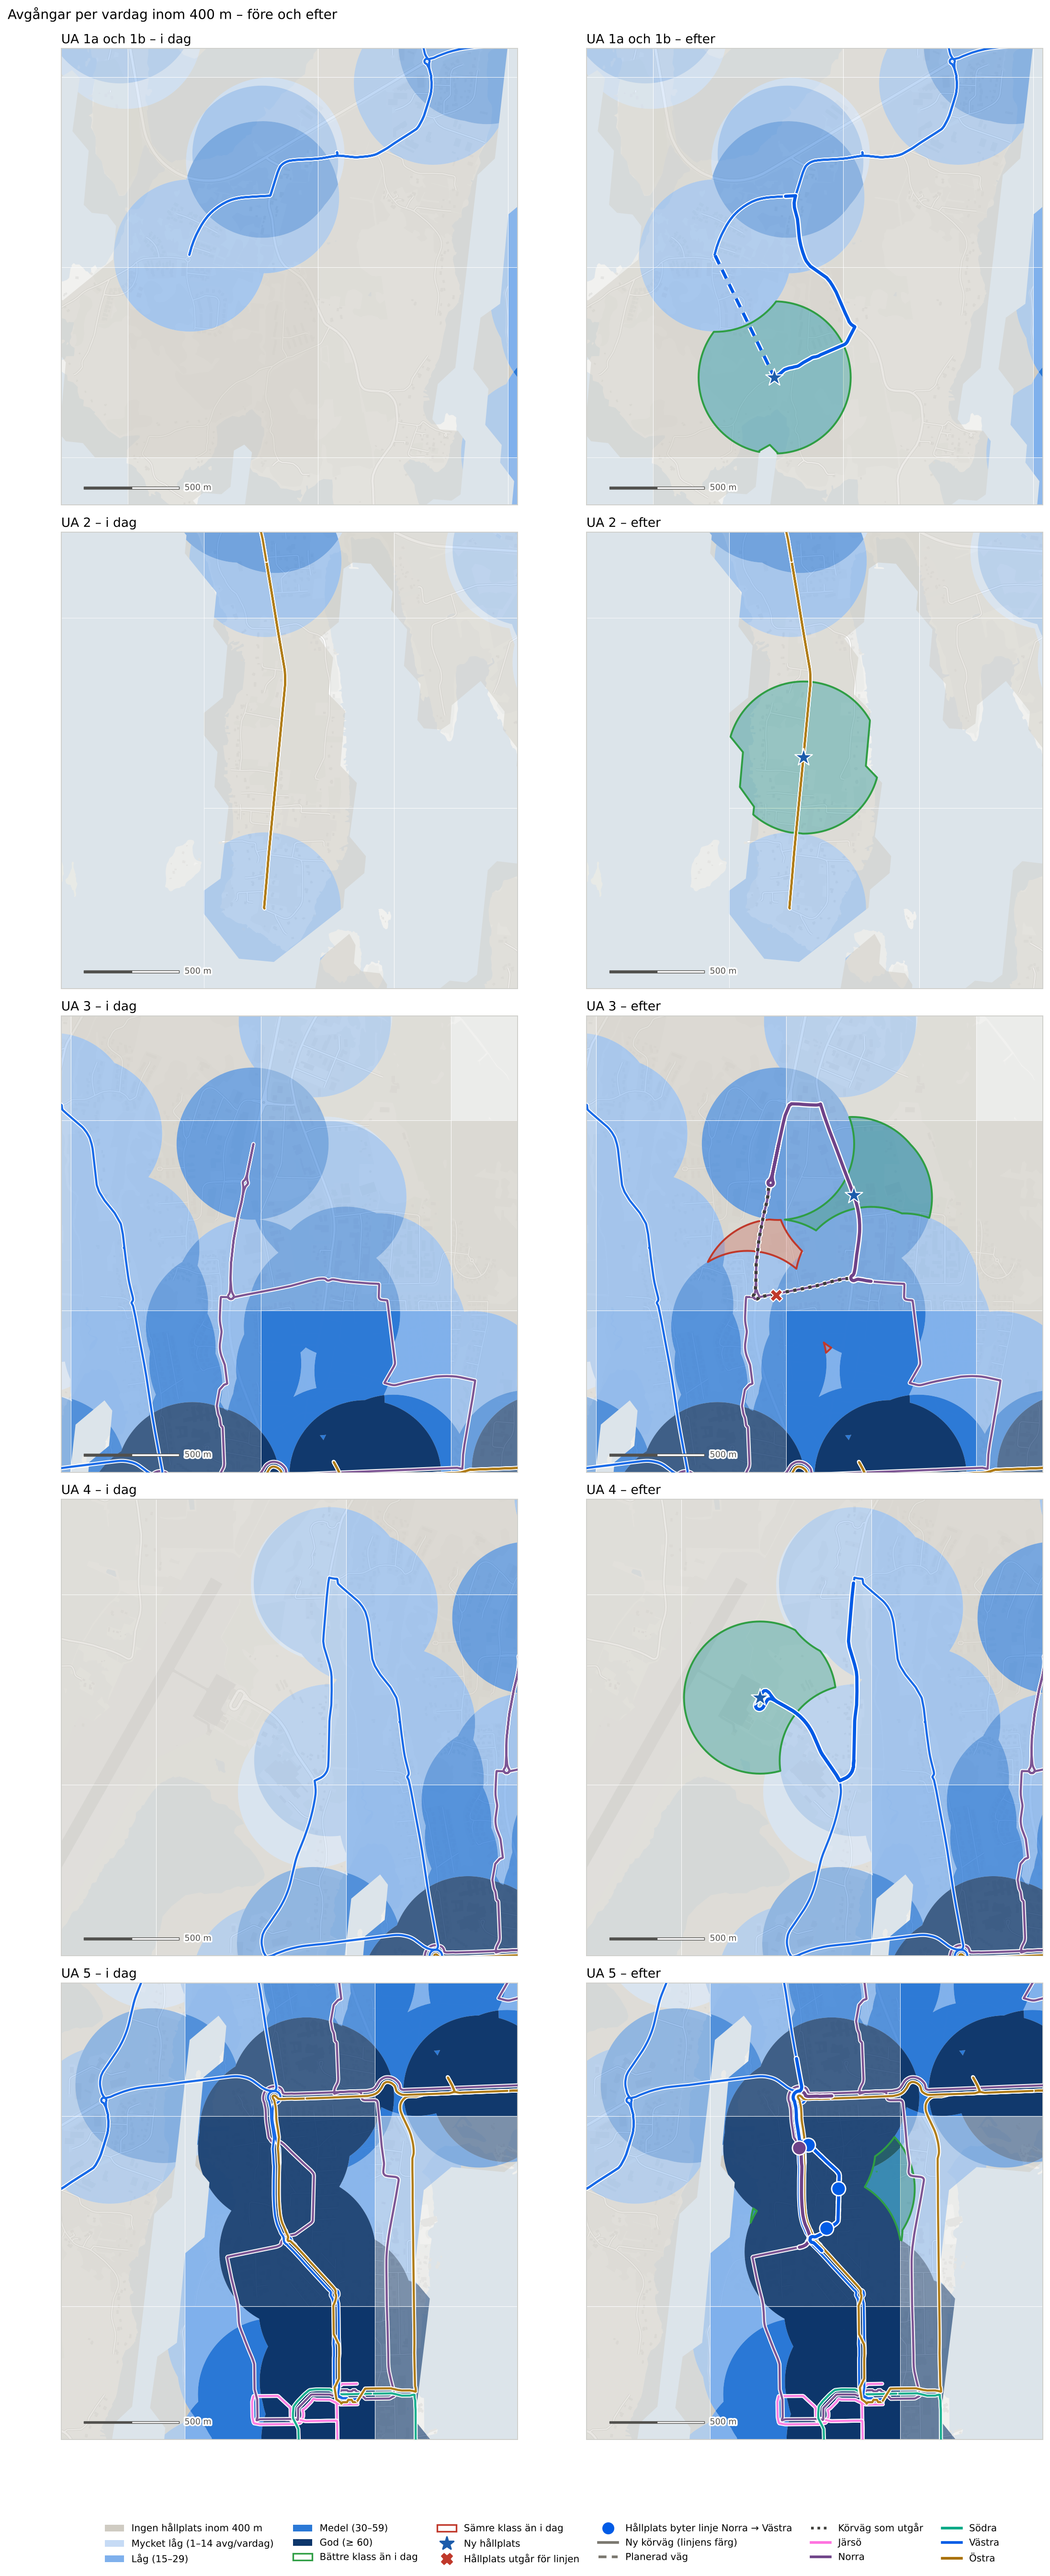 Avgångar per vardag inom 400 m – före och efter
UA 1a och 1b – i dag
UA 1a och 1b – efter
500 m
500 m
UA 2 – i dag
UA 2 – efter
500 m
500 m
UA 3 – i dag
UA 3 – efter
500 m
500 m
UA 4 – i dag
UA 4 – efter
500 m
500 m
UA 5 – i dag
UA 5 – efter
500 m
500 m
Ingen hållplats inom 400 m
Mycket låg (1–14 avg/vardag)
Låg (15–29)
Medel (30–59)
God (≥ 60)
Bättre klass än i dag
Sämre klass än i dag
Ny hållplats
Hållplats utgår för linjen
Hållplats byter linje Norra → Västra
Ny körväg (linjens färg)
Planerad väg
Körväg som utgår
Järsö
Norra
Södra
Västra
Östra